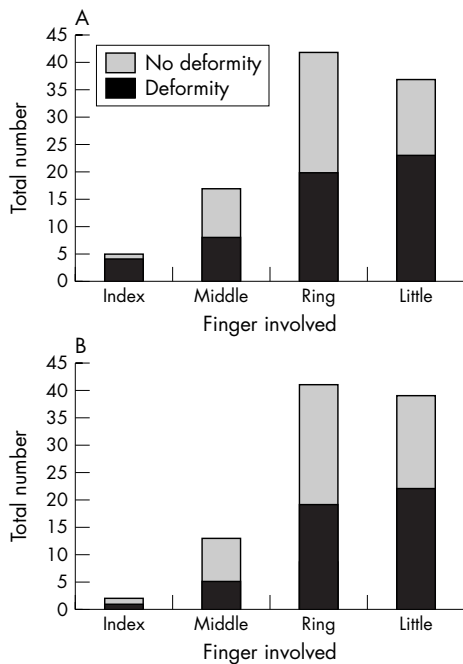 A
45
40
35
30
25
20
15
10
5
0
Total number
No deformity
Deformity
Index Middle Ring Little
Finger involved
B
45
40
35
30
25
20
15
10
5
0
Total number
Index Middle Ring Little
Finger involved